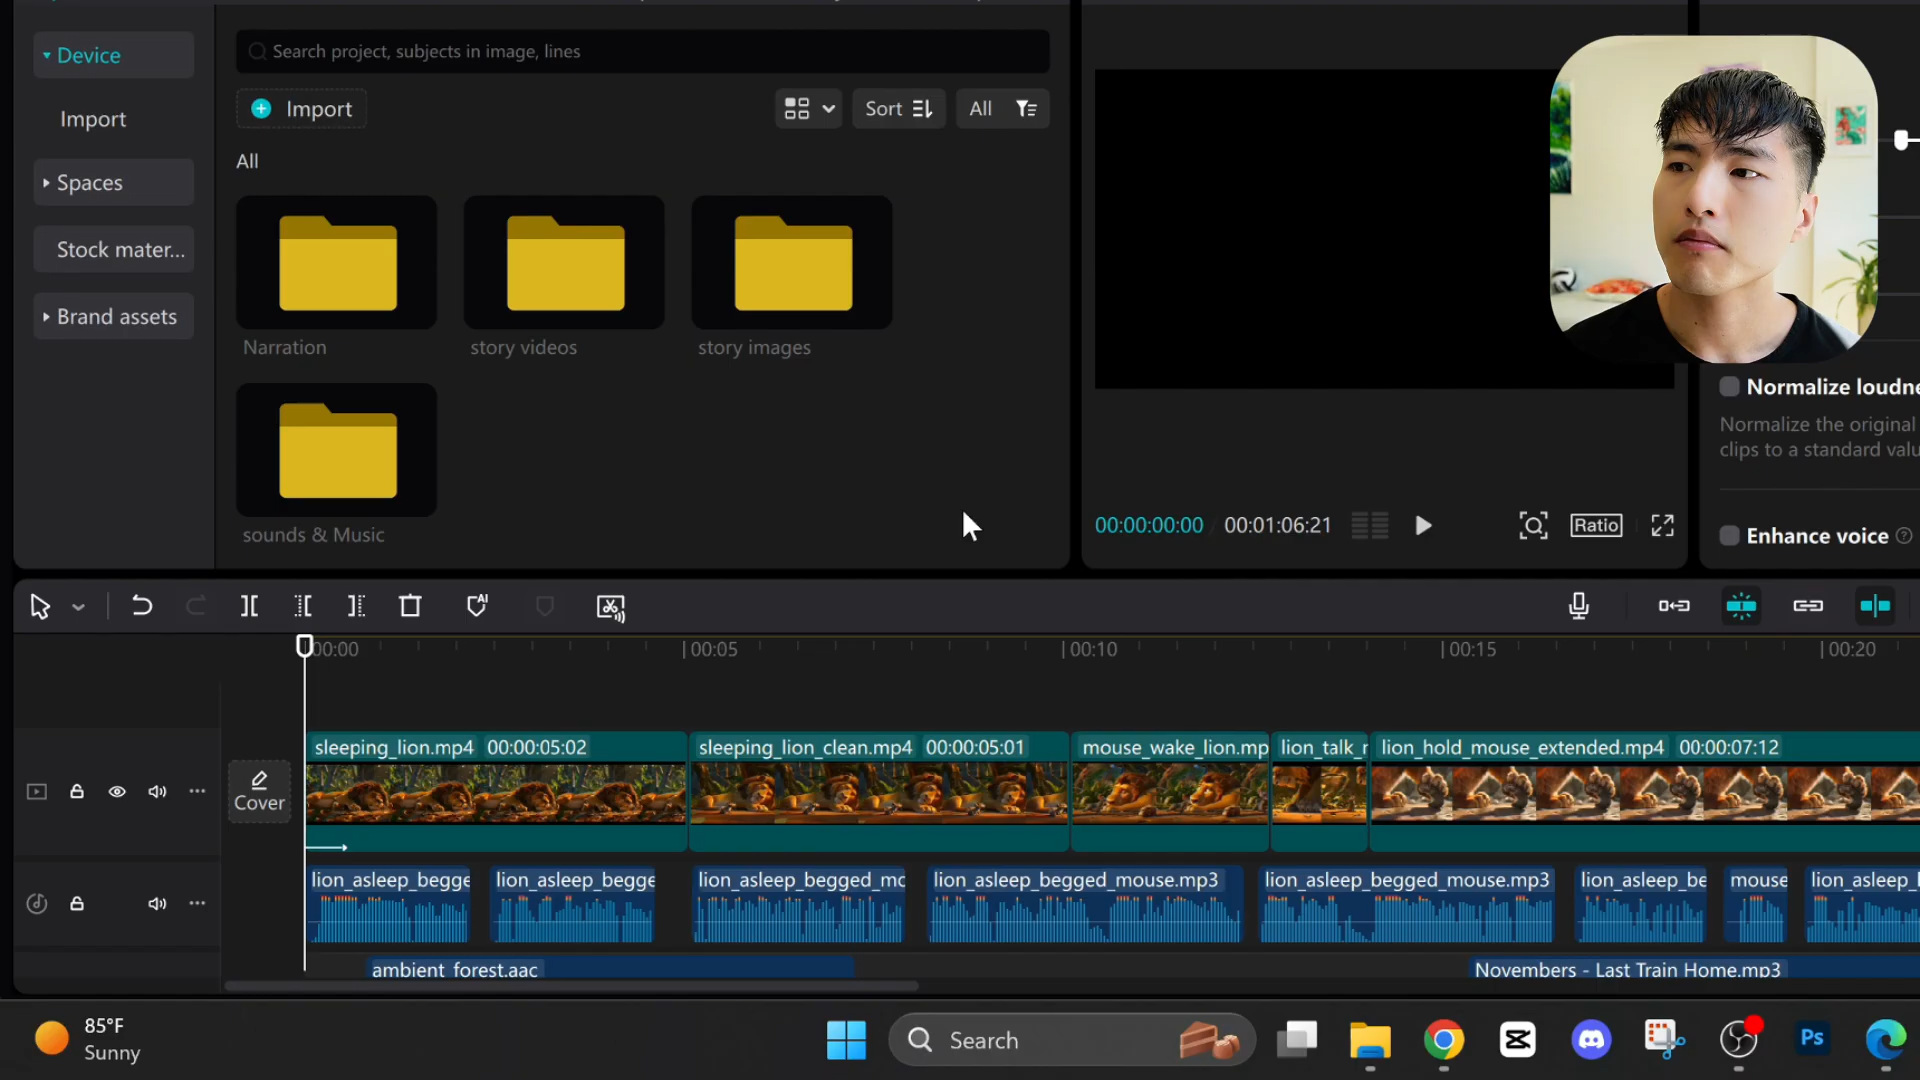 Device
Search project, subjects in image, lines
Import
Import
Sort
All
All
Spaces
Stock mater...
Brand assets
Narration
story videos
story images
sounds & Music
00:00:00:00
00:01:06:21
Ratio
Normalize loudne
Normalize the original
clips to a standard valu
Enhance voice
AI
00:00
00:05
00:10
00:15
00:20
sleeping_lion.mp4 00:00:05:02
sleeping_lion_clean.mp4 00:00:05:01
mouse_wake_lion.mp
lion_talk_r
lion_hold_mouse_extended.mp4 00:00:07:12
Cover
lion_asleep_begge
lion_asleep_begge
lion_asleep_begged_mo
lion_asleep_begged_mouse.mp3
lion_asleep_begged_mouse.mp3
lion_asleep_be
mouse
lion_asleep_l
ambient_forest.aac
Novembers - Last Train Home.mp3
85°F
Sunny
Search
Ps